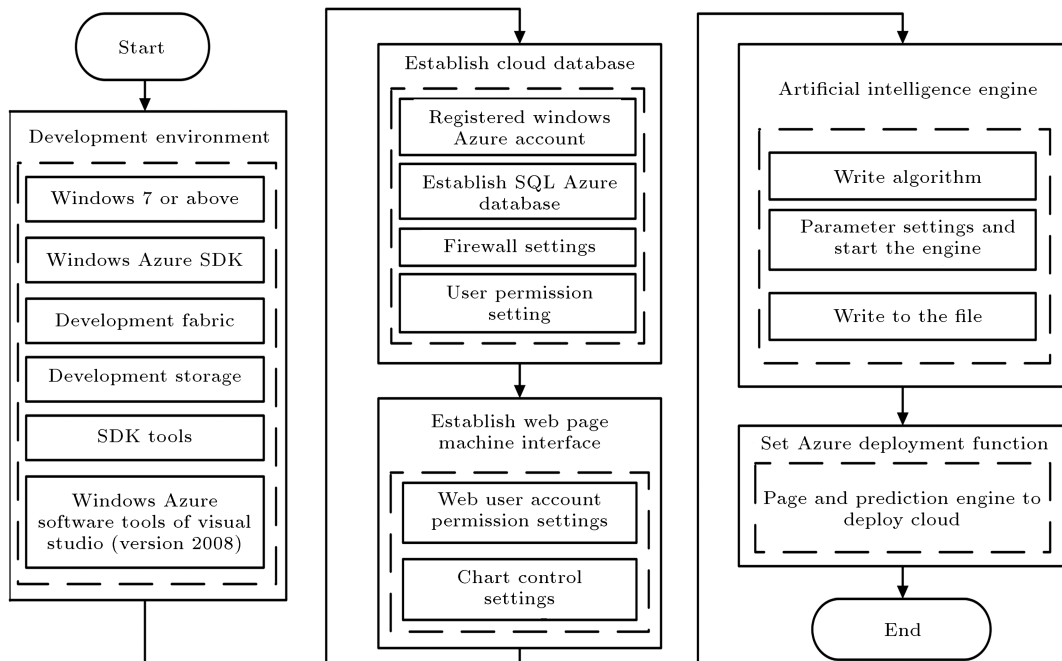 Start
Development environment
Windows 7 or above
Windows Azure SDK
Development fabric
Development storage
SDK tools
Windows Azure
software tools of visual
studio (version 2008)
Establish cloud database
Registered windows
Azure account
Establish SQL Azure
database
Firewall settings
User permission
setting
Establish web page
machine interface
Web user account
permission settings
Chart control
settings
Artificial intelligence engine
Write algorithm
Parameter settings and
start the engine
Write to the file
Set Azure deployment function
Page and prediction engine to
deploy cloud
End